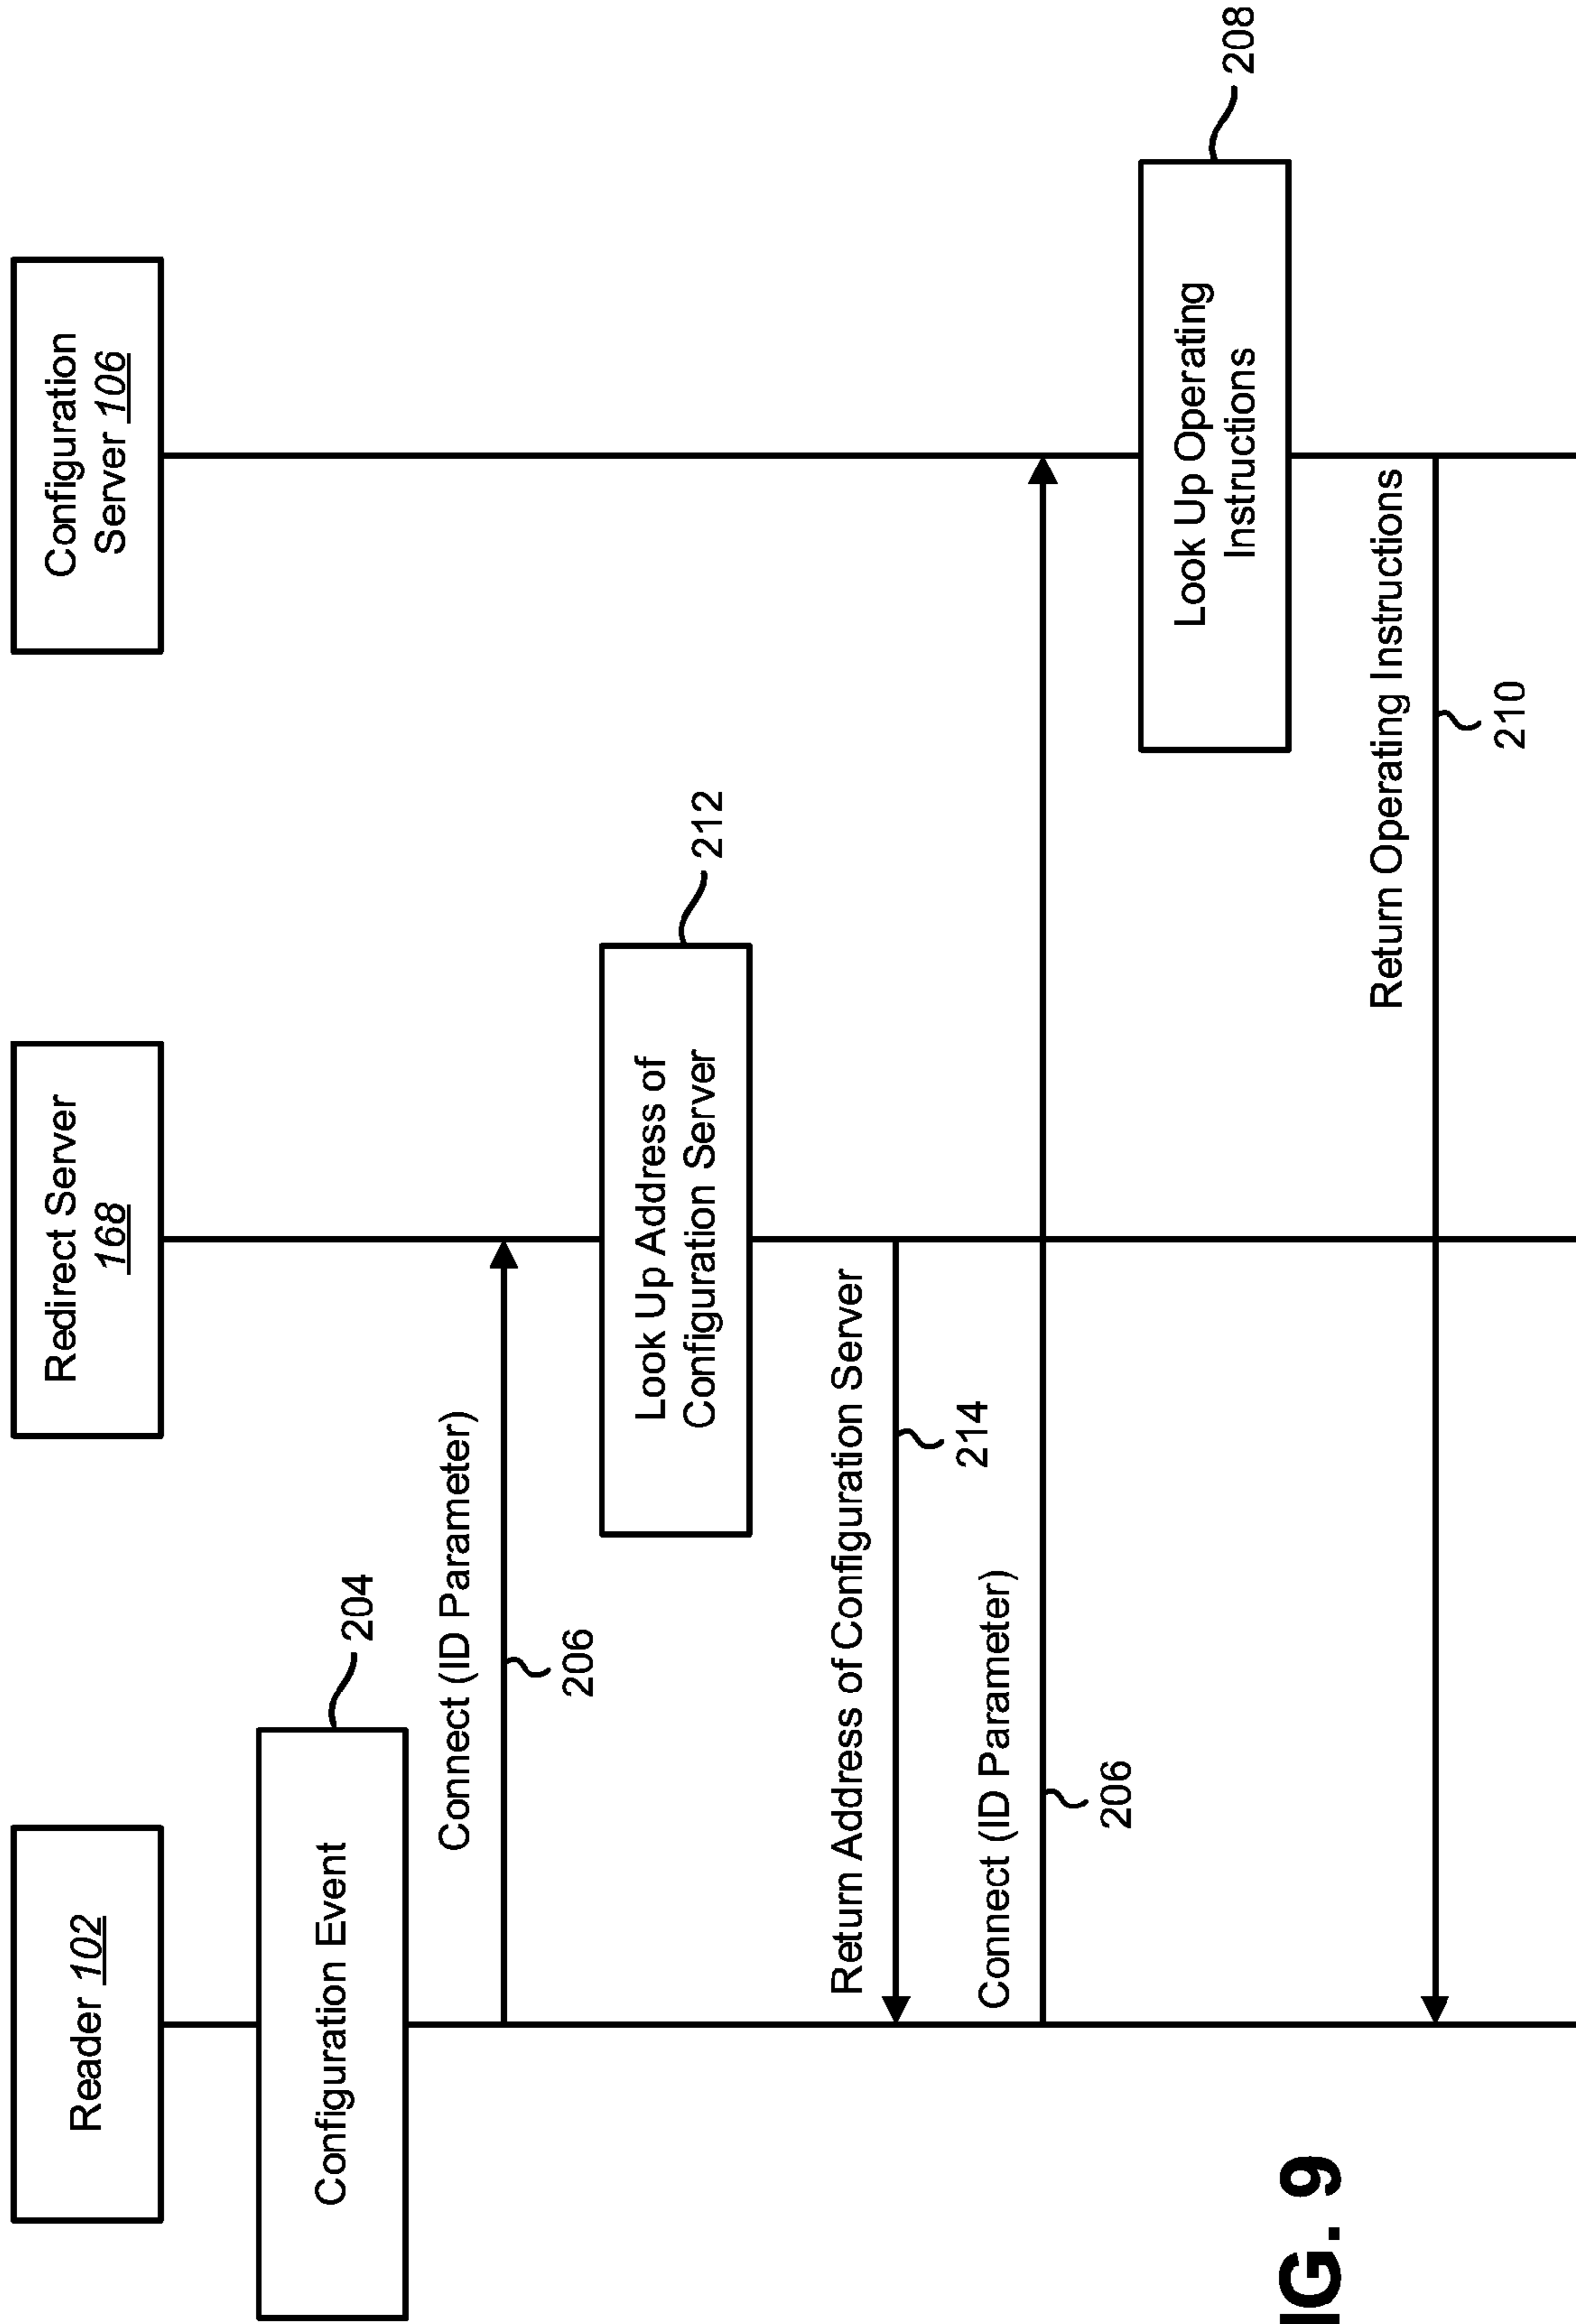 Reader 102
Redirect Server
168
Configuration
Server 106
Configuration Event
204
Connect (ID Parameter)
206
Look Up Address of
Configuration Server
212
Return Address of Configuration Server
214
Connect (ID Parameter)
206
Look Up Operating
Instructions
208
Return Operating Instructions
210
IG. 9